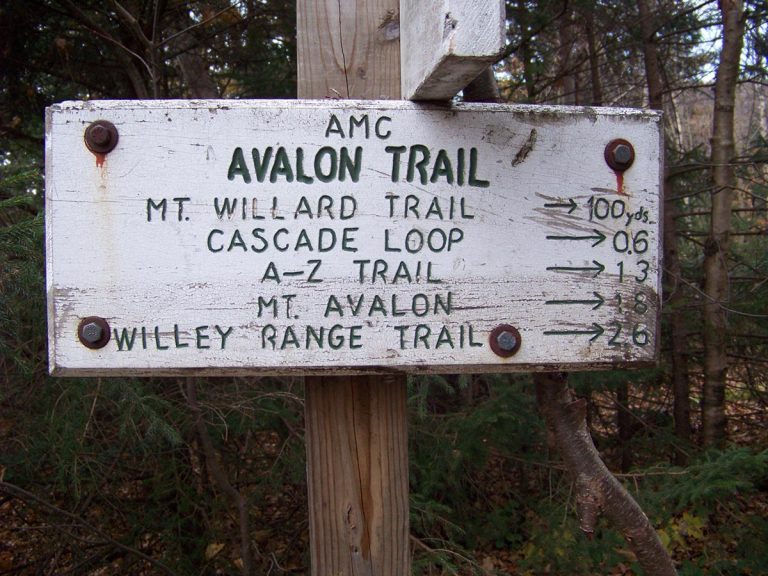 AMC
AVALON TRAIL
MT. WILLARD TRAIL → 100yds.
CASCADE LOOP → 0.6
A-Z TRAIL → 1.3
MT. AVALON → 1.8
WILLEY RANGE TRAIL → 2.6